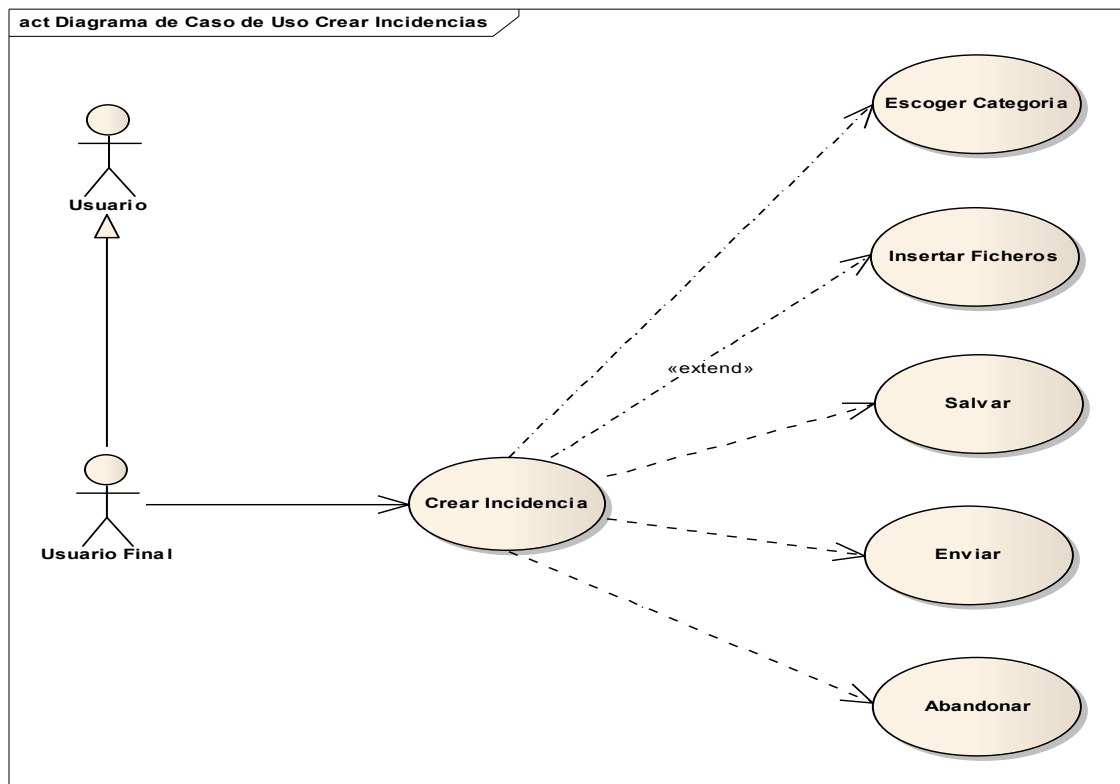 act Diagrama de Caso de Uso Crear Incidencias
Escoger Categoria
Usuario
Insertar Ficheros
«extend»
Salvar
Crear Incidencia
Usuario Final
Enviar
Abandonar